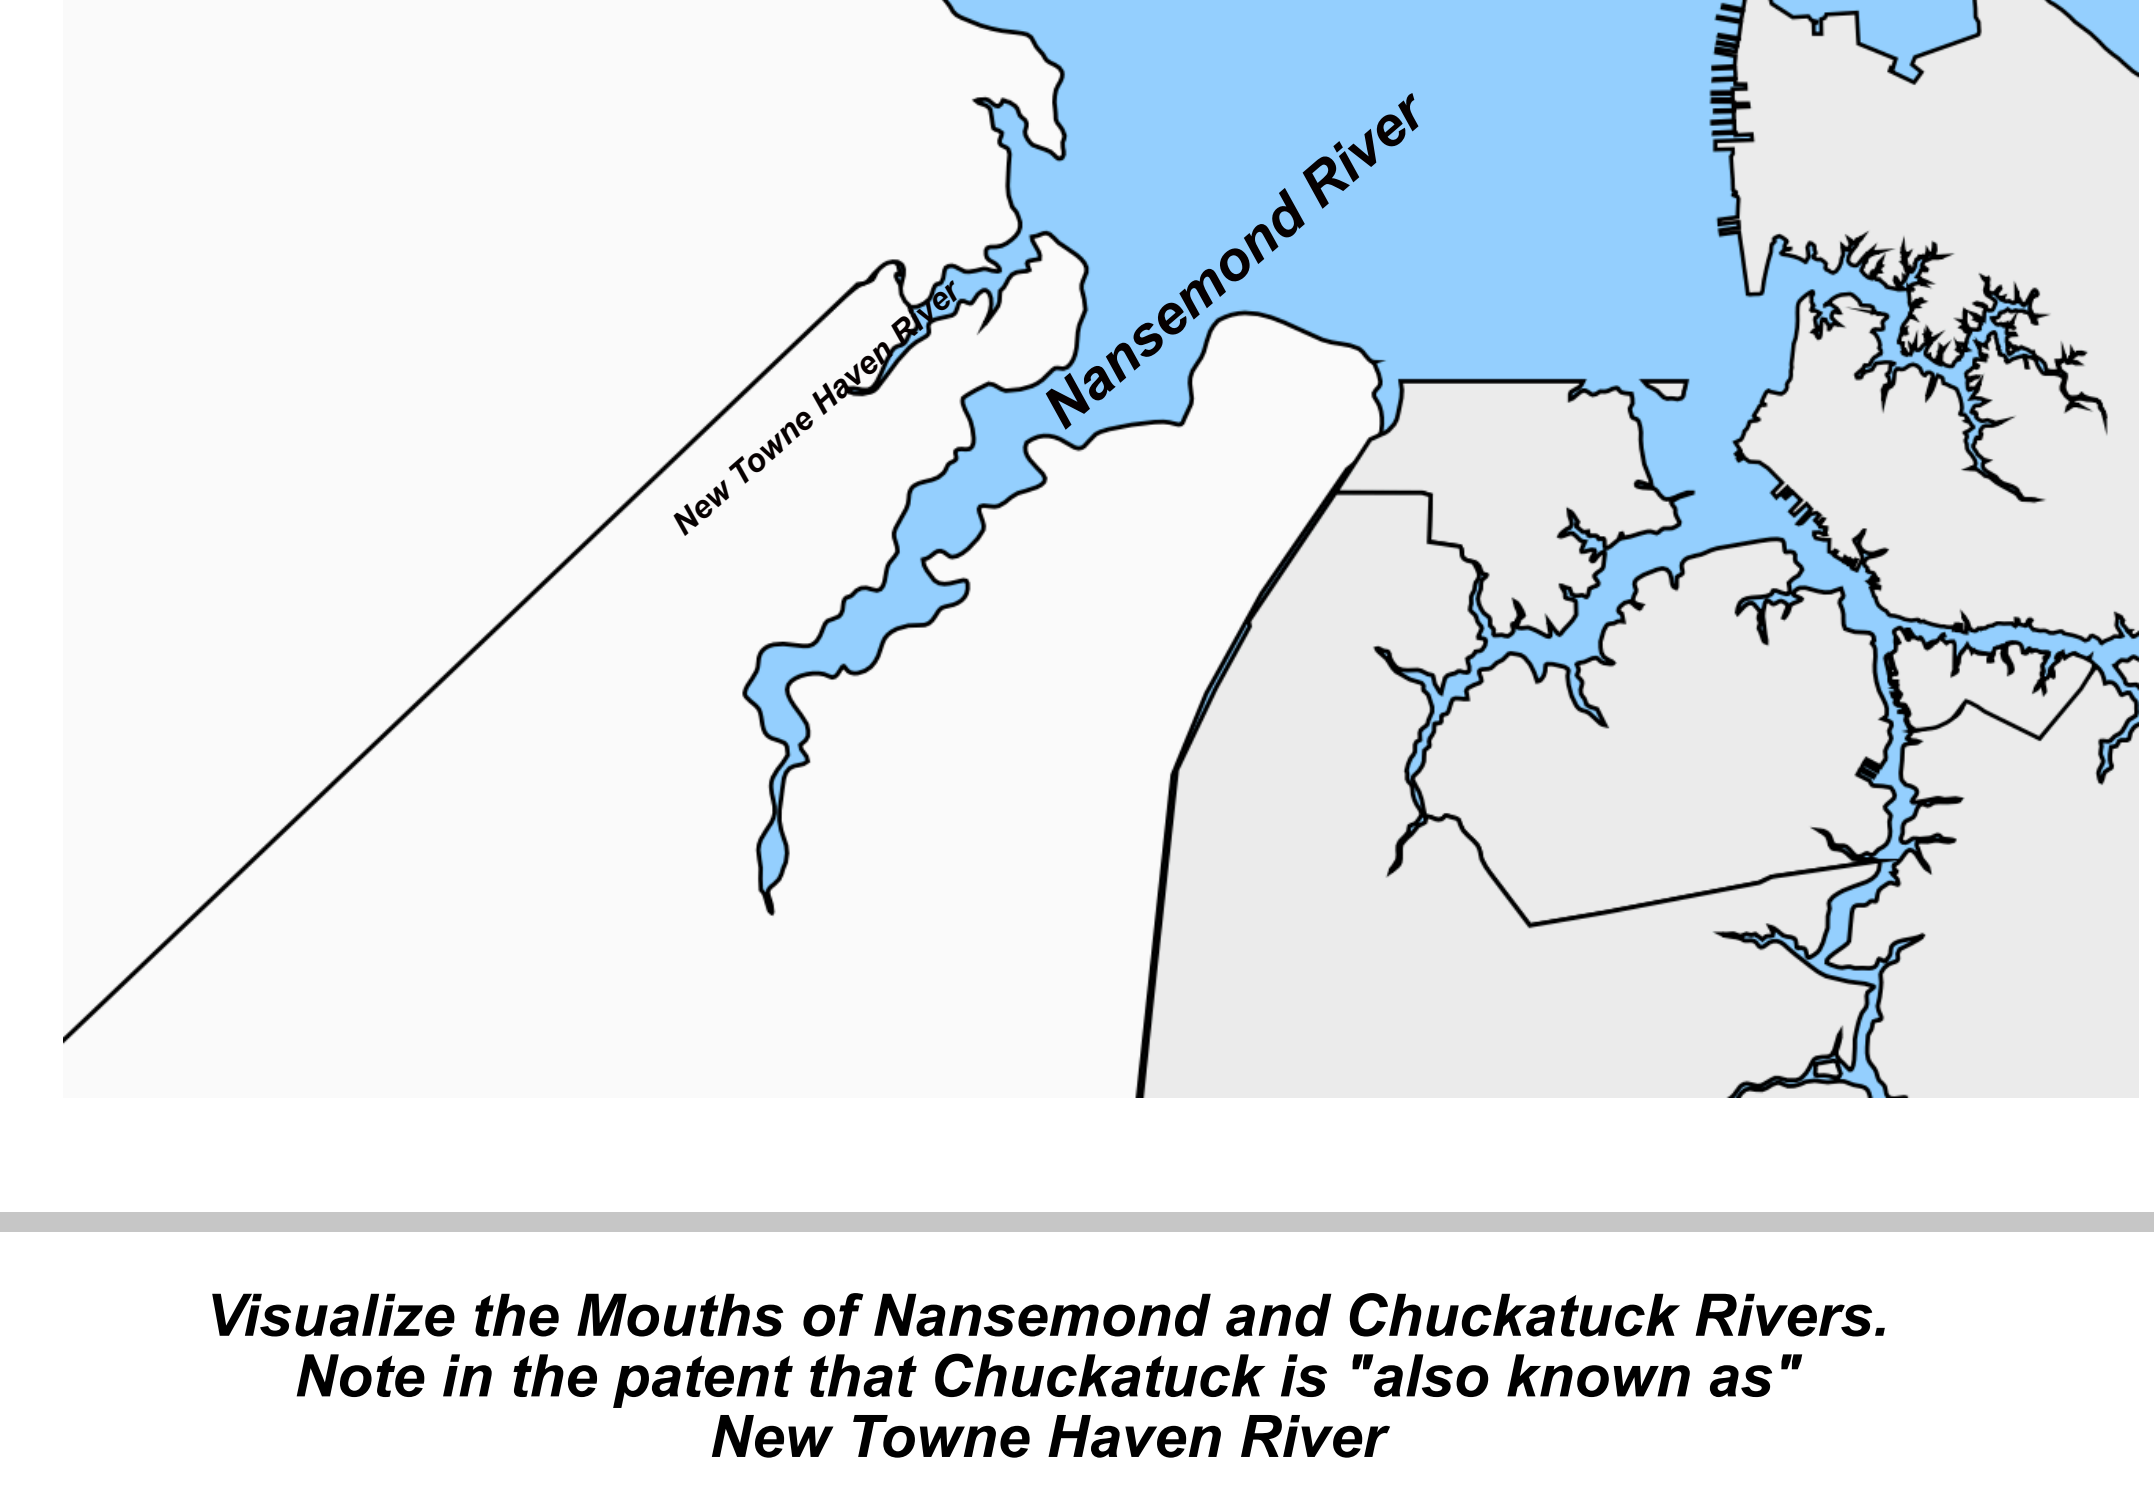 Nansemond River
New Towne Haven River
Visualize the Mouths of Nansemond and Chuckatuck Rivers.
Note in the patent that Chuckatuck is "also known as"
New Towne Haven River